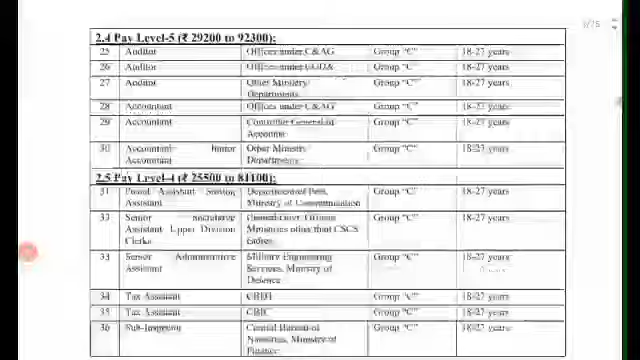 2.4 Pay Level-5 (₹ 29200 to 92300):
25 Auditor Offices under C&AG Group "C" 18-27 years
26 Auditor Offices under CGDA Group "C" 18-27 years
27 Auditor Other Ministry Group "C" 18-27 years
Departments
28 Accountant Offices under C&AG Group "C" 18-27 years
29 Accountant Controller General of Group "C" 18-27 years
Accounts
30 Accountant Junior Other Ministry Group "C" 18-27 years
Accountant Departments
2.5 Pay Level-4 (₹ 25500 to 81100):
31 Postal Assistant Sorting Department of Post, Group "C" 18-27 years
Assistant Ministry of Communication
32 Senior Secretariat Central Govt. Group "C" 18-27 years
Assistant Upper Division Ministries other than CSCS
Clerks cadres
33 Senior Administrative Military Engineering Group "C" 18-27 years
Assistant Services, Ministry of
Defence
34 Tax Assistant CBDT Group "C" 18-27 years
35 Tax Assistant CBIC Group "C" 18-27 years
36 Sub-Inspector Central Bureau of Group "C" 18-27 years
Narcotics, Ministry of
Finance